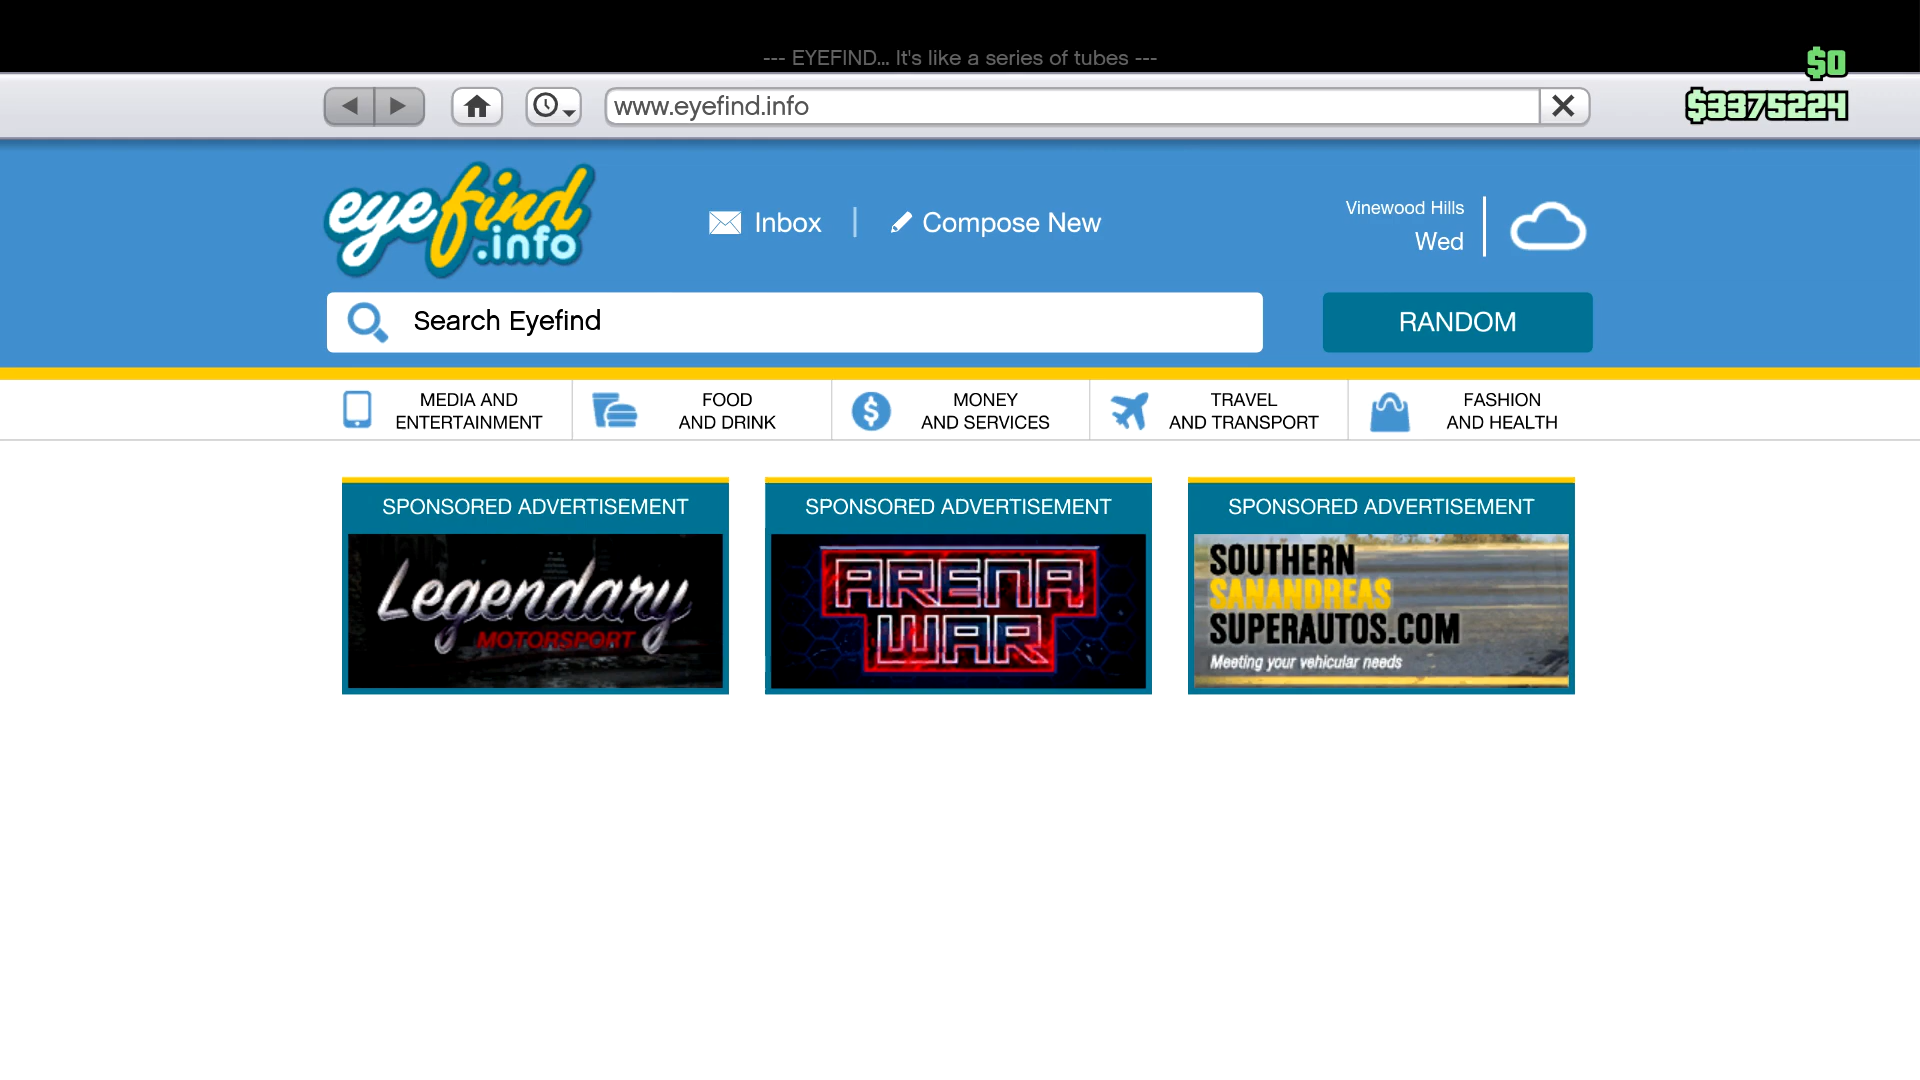 --- EYEFIND... It's like a series of tubes ---
$0
www.eyefind.info
$3375224
eyefind
.info
Inbox
Compose New
Vinewood Hills
Wed
Search Eyefind
RANDOM
MEDIA AND
ENTERTAINMENT
FOOD
AND DRINK
MONEY
AND SERVICES
TRAVEL
AND TRANSPORT
FASHION
AND HEALTH
SPONSORED ADVERTISEMENT
Legendary
MOTORSPORT
SPONSORED ADVERTISEMENT
ARENA
WAR
SPONSORED ADVERTISEMENT
SOUTHERN
SANANDREAS
SUPERAUTOS.COM
Meeting your vehicular needs